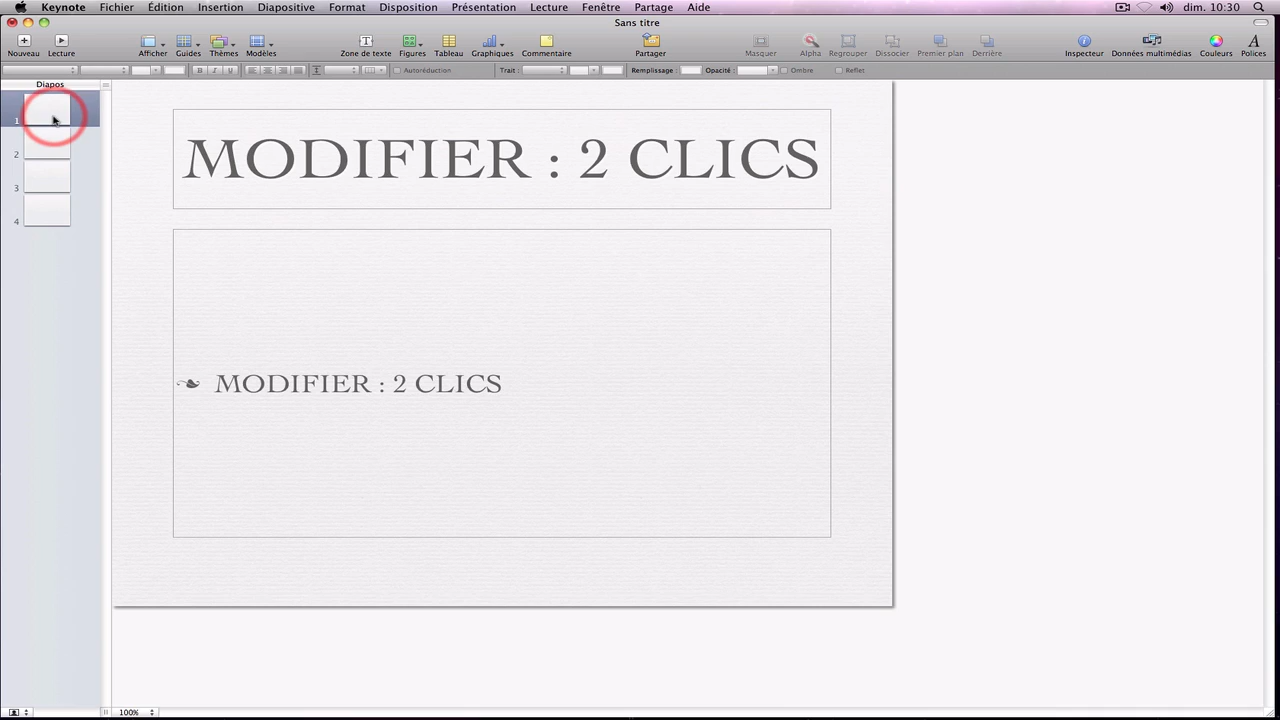 Keynote Fichier Édition Insertion Diapositive Format Disposition Présentation Lecture Fenêtre Partage Aide dim. 10:30
Sans titre
Nouveau Lecture Afficher Guides Thèmes Modèles Zone de texte Figures Tableau Graphiques Commentaire Partager Masquer Alpha Regrouper Dissocier Premier plan Derrière Inspecteur Données multimédias Couleurs Polices
B I U Autoréduction Trait : Remplissage : Opacité : Ombre Reflet
Diapos
1
2
3
4
MODIFIER : 2 CLICS
MODIFIER : 2 CLICS
100%